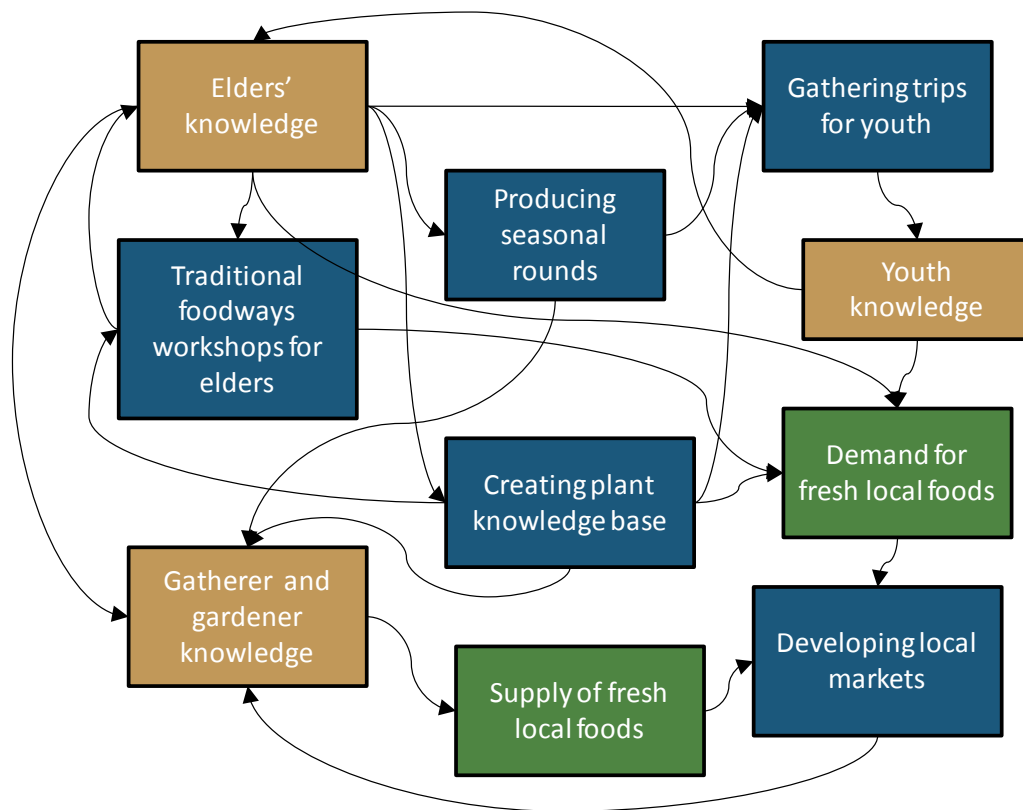 Elders’
knowledge
Gathering trips
for youth
Producing
seasonal
rounds
Traditional
foodways
workshops for
elders
Youth
knowledge
Demand for
fresh local foods
Creating plant
knowledge base
Gatherer and
gardener
knowledge
Developing local
markets
Supply of fresh
local foods